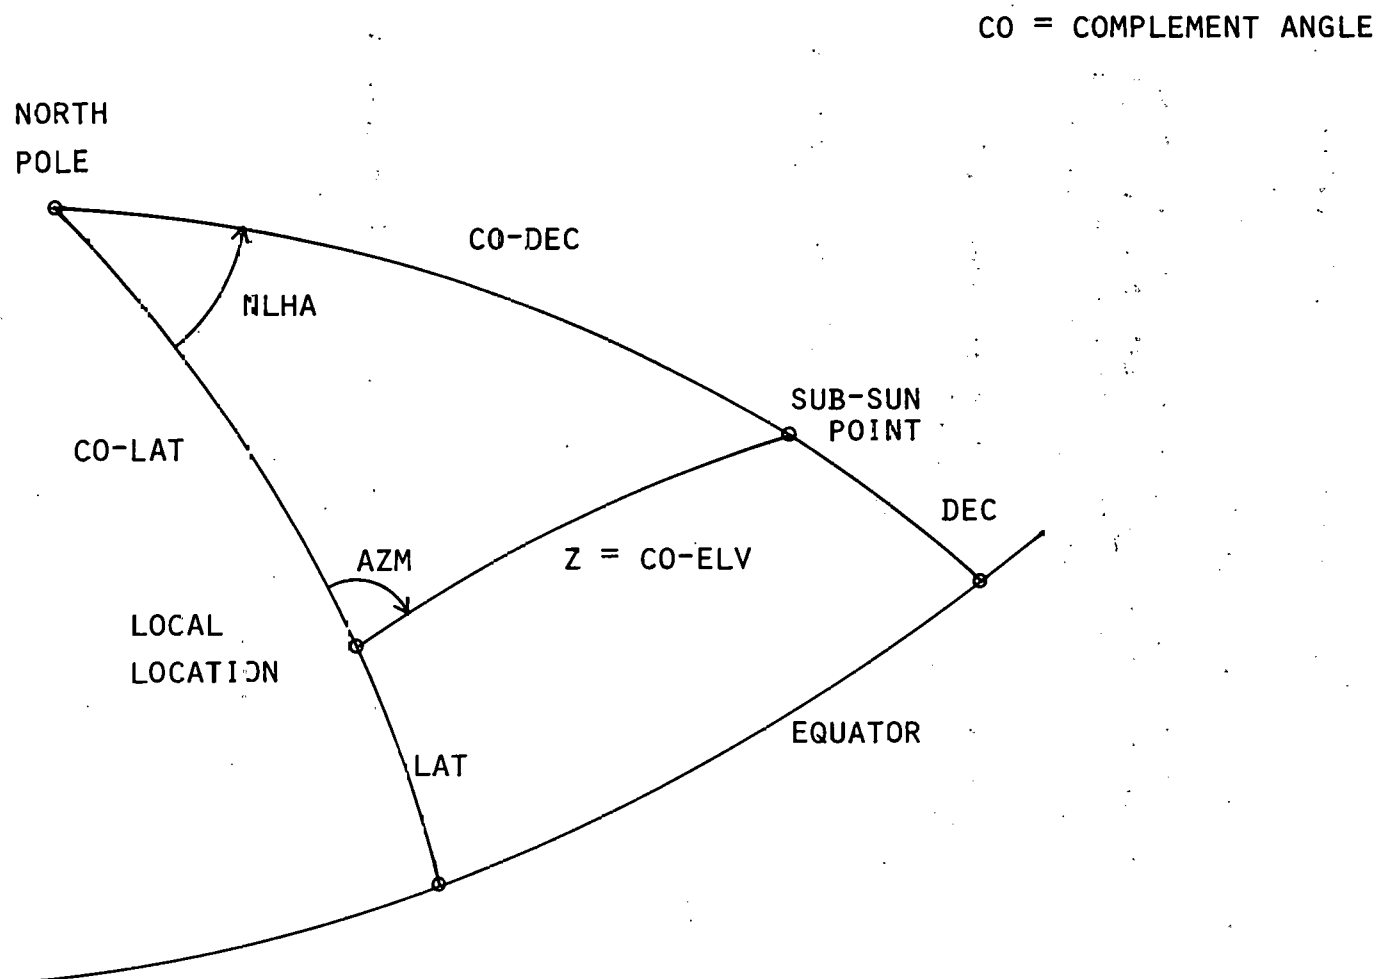 CO = COMPLEMENT ANGLE
NORTH
POLE
CO-DEC
NLHA
SUB-SUN
POINT
CO-LAT
DEC
AZM
Z = CO-ELV
LOCAL
LOCATION
EQUATOR
LAT